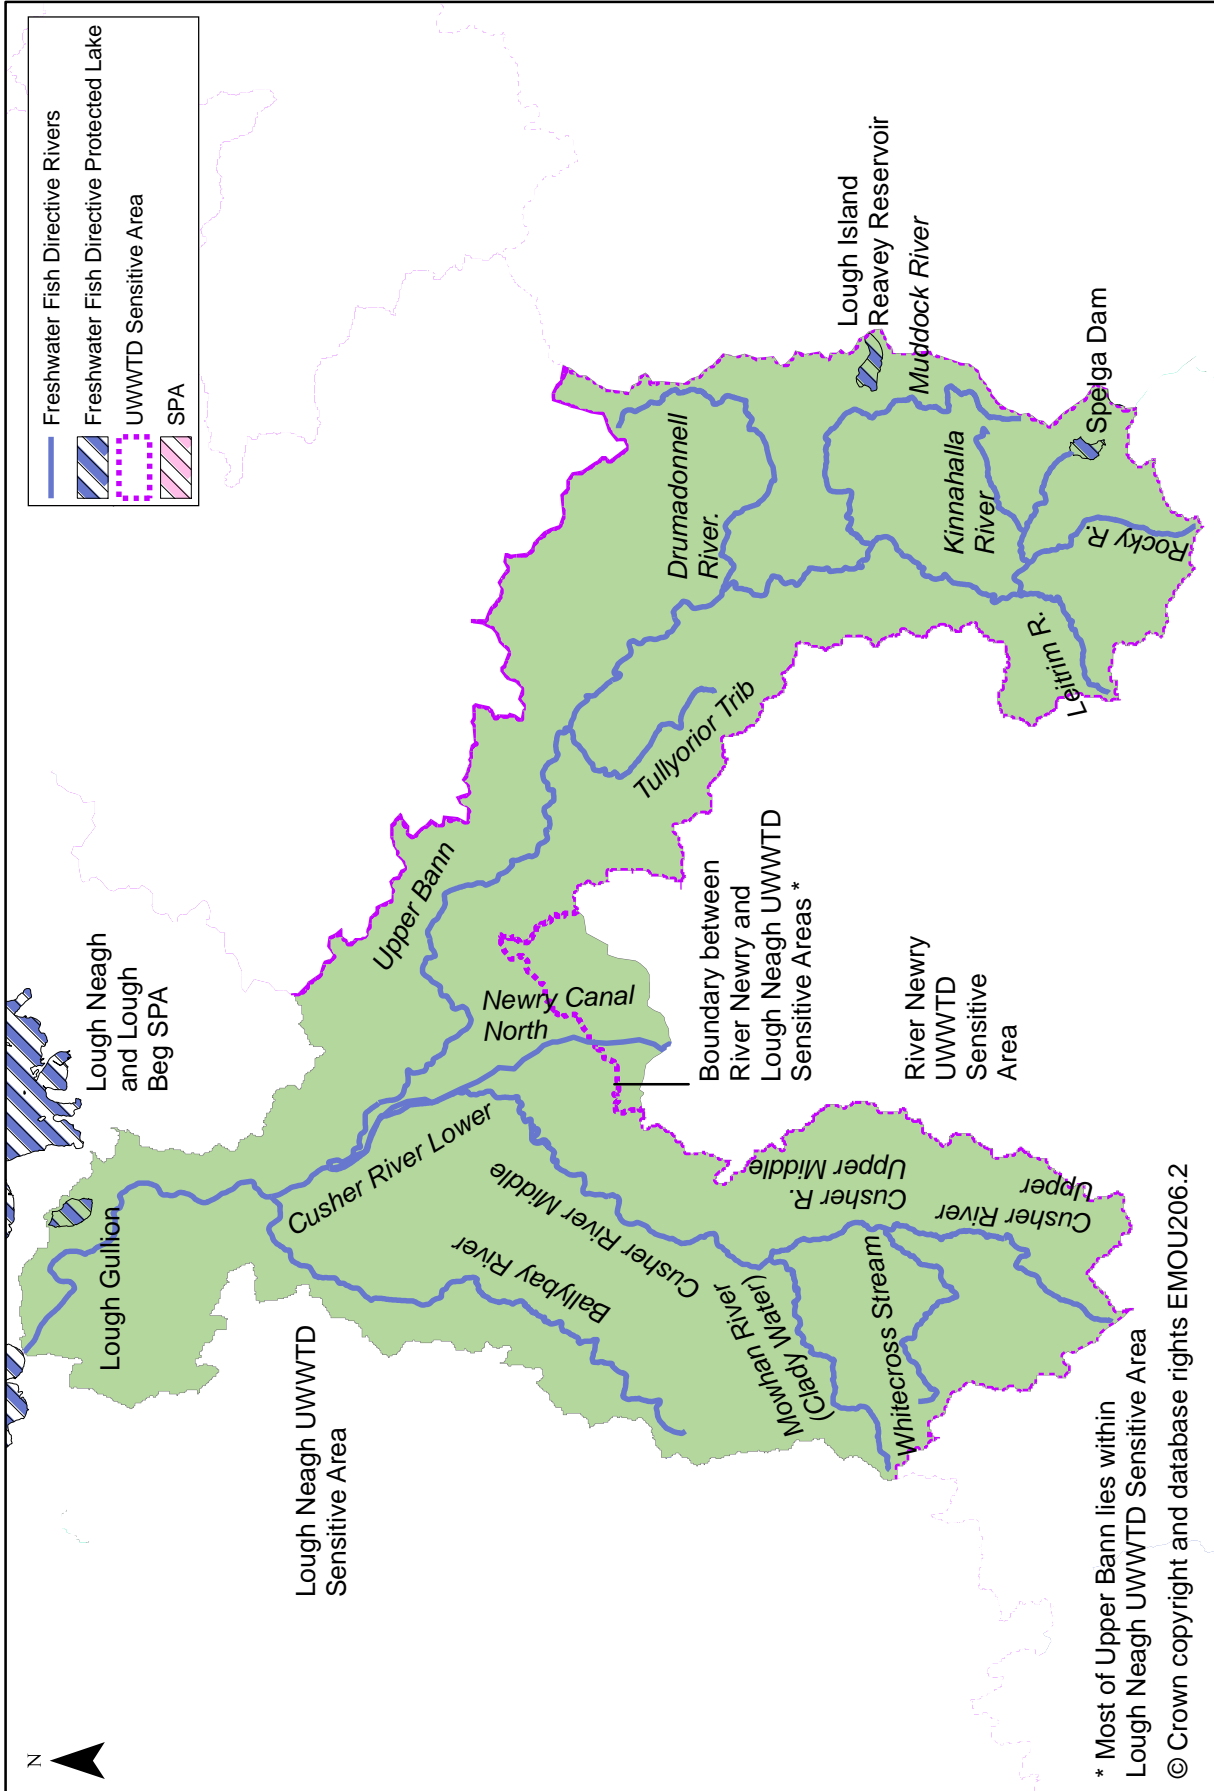 N
Freshwater Fish Directive Rivers
Freshwater Fish Directive Protected Lake
UWWTD Sensitive Area
SPA
Lough Neagh
and Lough
Beg SPA
Lough Gullion
Lough Neagh UWWTD
Sensitive Area
Upper Bann
Cusher River Lower
Newry Canal
North
Cusher River Middle
Ballybay River
Tullyorior Trib
Drumadonnell
River.
Lough Island
Reavey Reservoir
Muddock River
Kinnahalla
River
Spelga Dam
Rocky R.
Leitrim R.
Boundary between
River Newry and
Lough Neagh UWWTD
Sensitive Areas *
River Newry
UWWTD
Sensitive
Area
Mowhan River
(Clady Water)
Cusher R.
Upper Middle
Whitecross Stream
Cusher River
Upper
* Most of Upper Bann lies within
Lough Neagh UWWTD Sensitive Area
© Crown copyright and database rights EMOU206.2